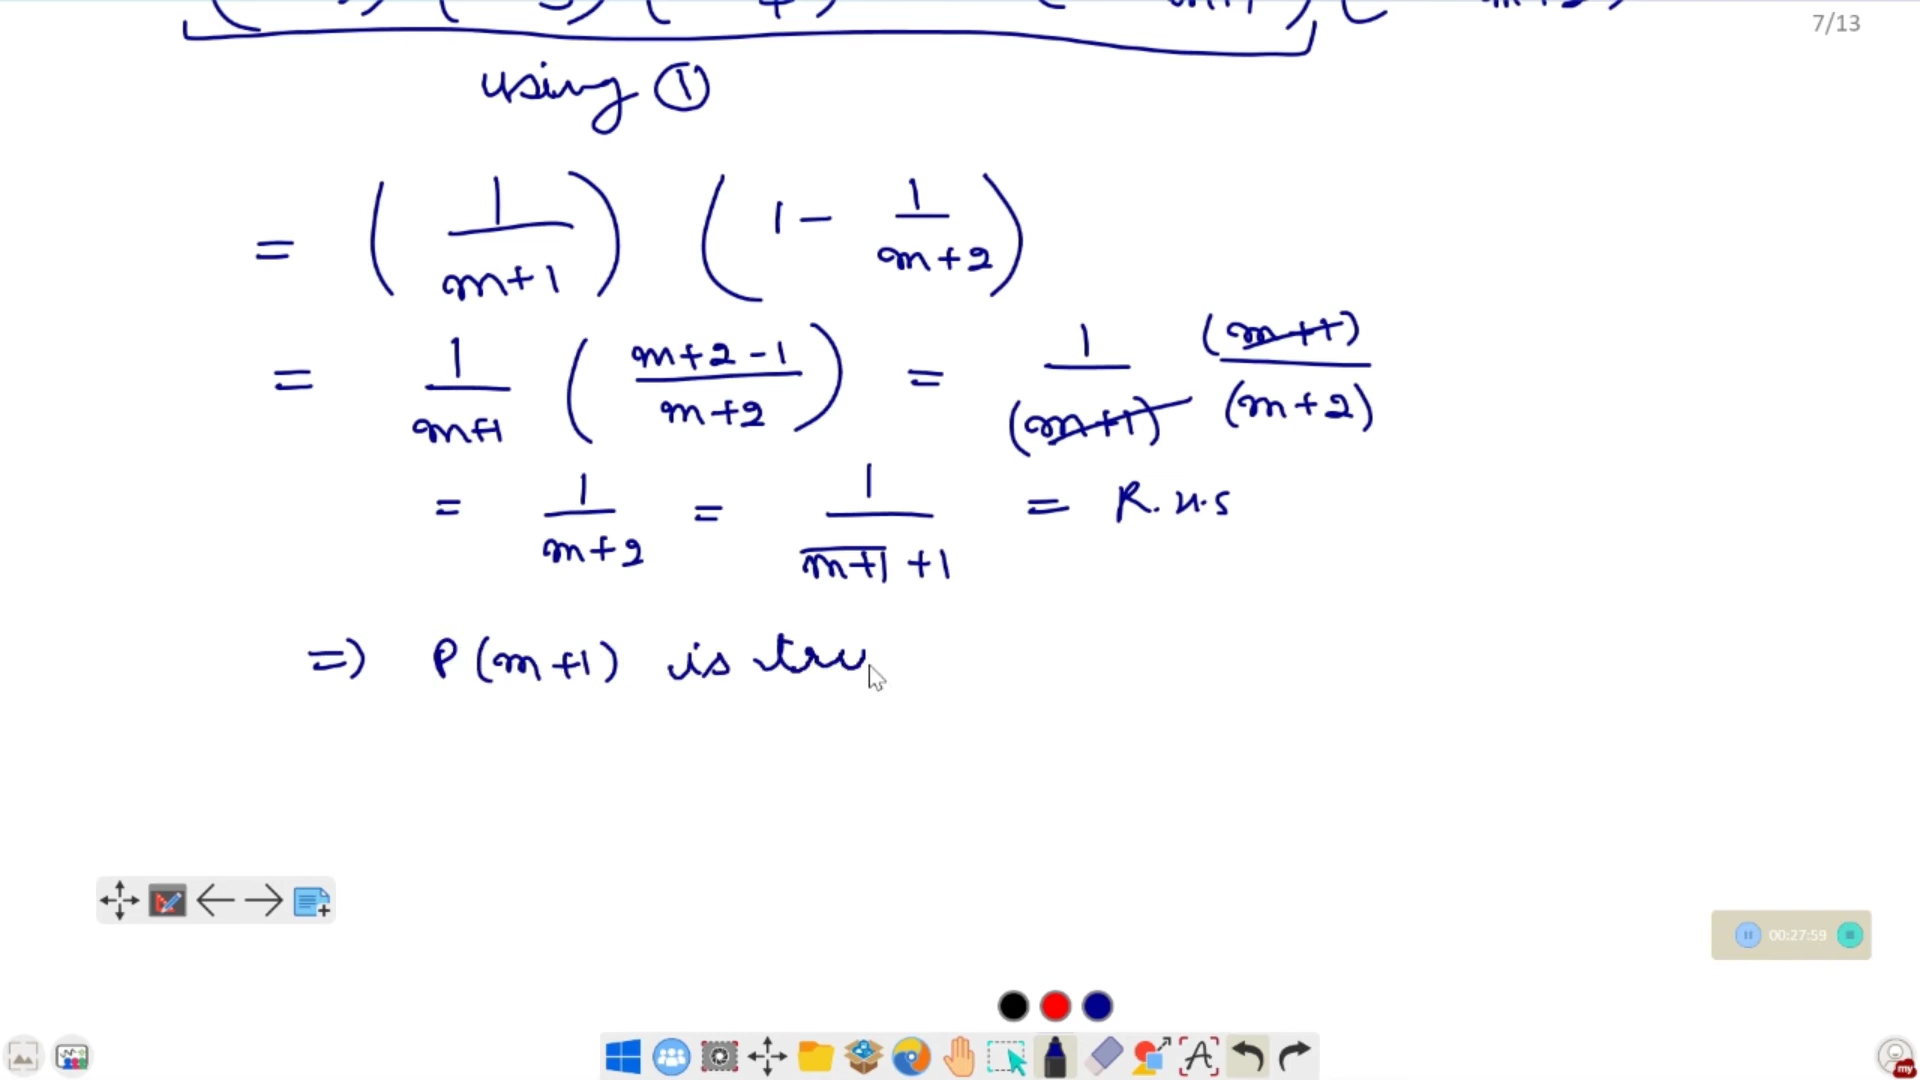 7/13
using ①
= ( 1/(m+1) ) ( 1 - 1/(m+2) )
= 1/(m+1) ( (m+2-1)/(m+2) ) = 1/(m+1) (m+1)/(m+2)
= 1/(m+2) = 1/(m+1 +1) = R.H.S
=) P(m+1) is tru
00:27:59
my